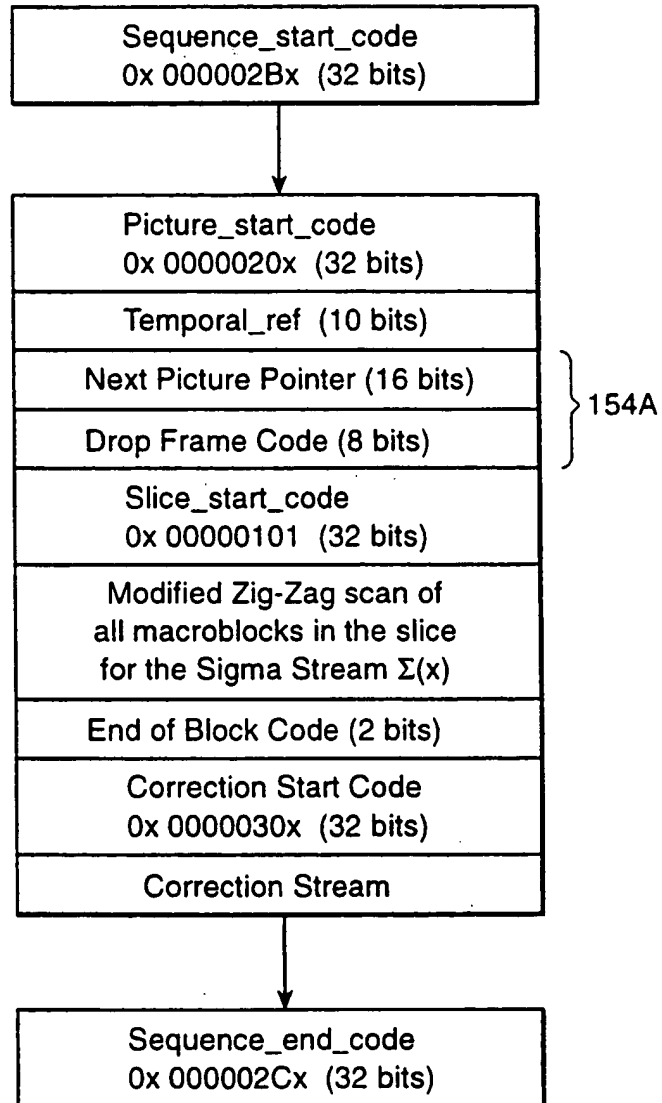 Sequence_start_code
0x 000002Bx (32 bits)
Picture_start_code
0x 0000020x (32 bits)
Temporal_ref (10 bits)
Next Picture Pointer (16 bits)
154A
Drop Frame Code (8 bits)
Slice_start_code
0x 00000101 (32 bits)
Modified Zig-Zag scan of
all macroblocks in the slice
for the Sigma Stream Σ(x)
End of Block Code (2 bits)
Correction Start Code
0x 0000030x (32 bits)
Correction Stream
Sequence_end_code
0x 000002Cx (32 bits)